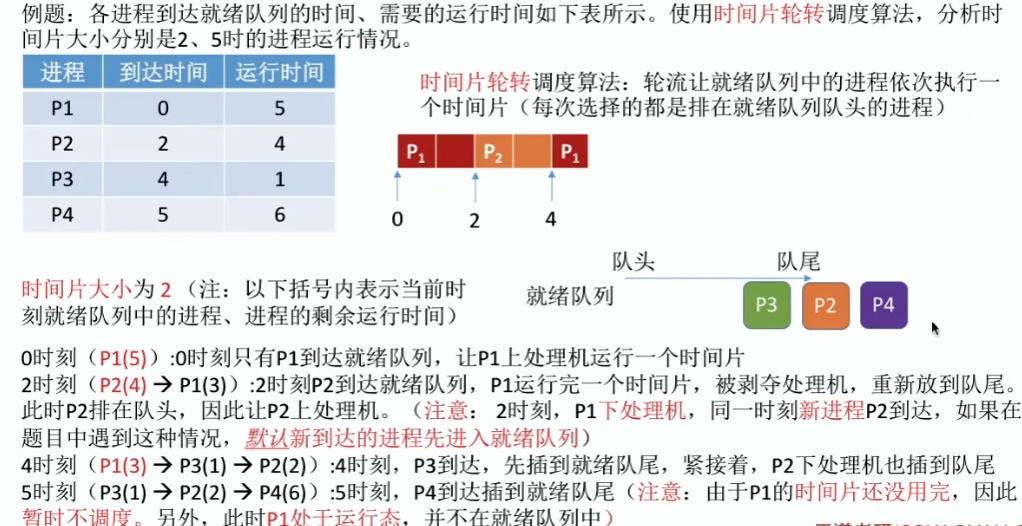 例题：各进程到达就绪队列的时间、需要的运行时间如下表所示。使用时间片轮转调度算法，分析时
间片大小分别是2、5时的进程运行情况。
进程 到达时间 运行时间
P1 0 5
P2 2 4
P3 4 1
P4 5 6
时间片轮转调度算法：轮流让就绪队列中的进程依次执行一
个时间片（每次选择的都是排在就绪队列队头的进程）
P1 P2 P1
0 2 4
队头 队尾
就绪队列 P3 P2 P4
时间片大小为 2 （注：以下括号内表示当前时
刻就绪队列中的进程、进程的剩余运行时间）
0时刻（P1(5)）:0时刻只有P1到达就绪队列，让P1上处理机运行一个时间片
2时刻（P2(4) → P1(3)）:2时刻P2到达就绪队列，P1运行完一个时间片，被剥夺处理机，重新放到队尾。
此时P2排在队头，因此让P2上处理机。（注意： 2时刻，P1下处理机，同一时刻新进程P2到达，如果在
题目中遇到这种情况，默认新到达的进程先进入就绪队列）
4时刻（P1(3) → P3(1) → P2(2)）:4时刻，P3到达，先插到就绪队尾，紧接着，P2下处理机也插到队尾
5时刻（P3(1) → P2(2) → P4(6)）:5时刻，P4到达插到就绪队尾（注意：由于P1的时间片还没用完，因此
暂时不调度。另外，此时P1处于运行态，并不在就绪队列中）